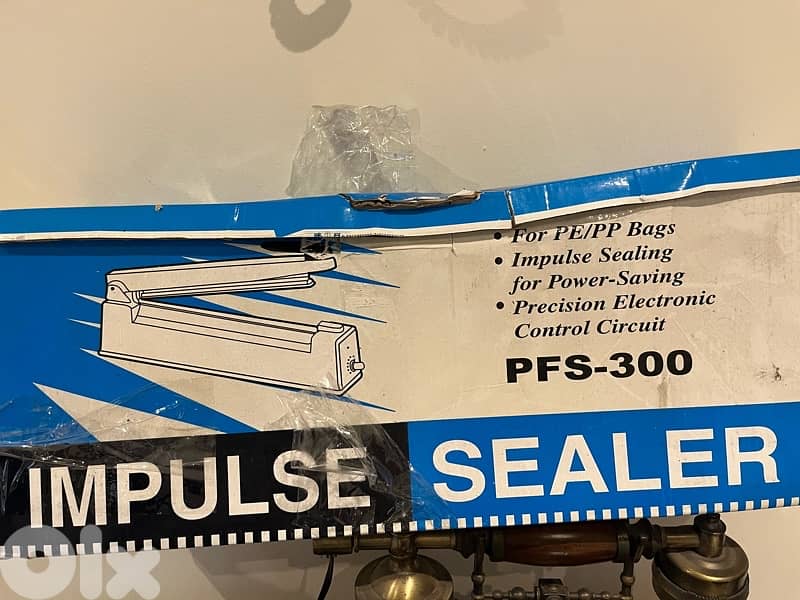 • For PE/PP Bags
• Impulse Sealing
for Power-Saving
• Precision Electronic
Control Circuit
PFS-300
IMPULSE SEALER
olx